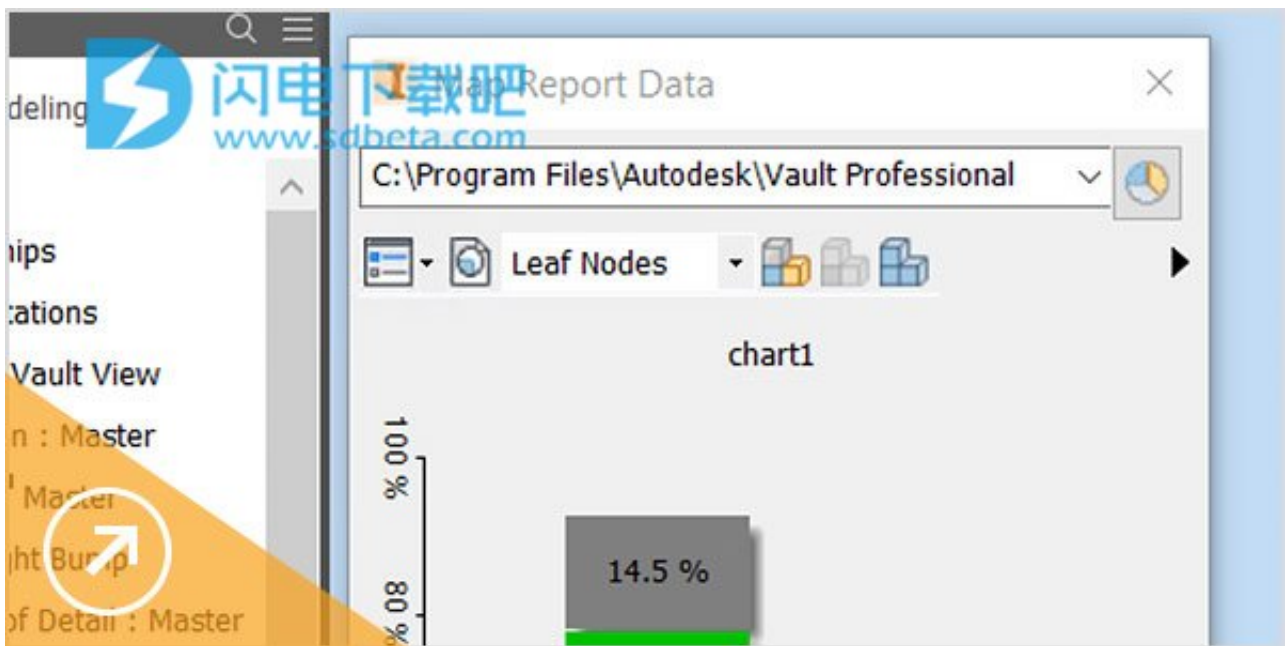 deling
闪电下载吧
www.sdbeta.com
Map Report Data
C:\Program Files\Autodesk\Vault Professional
Leaf Nodes
chart1
ips
tations
Vault View
n : Master
Master
ght Bump
of Detail : Master
100 %
14.5 %
80 %